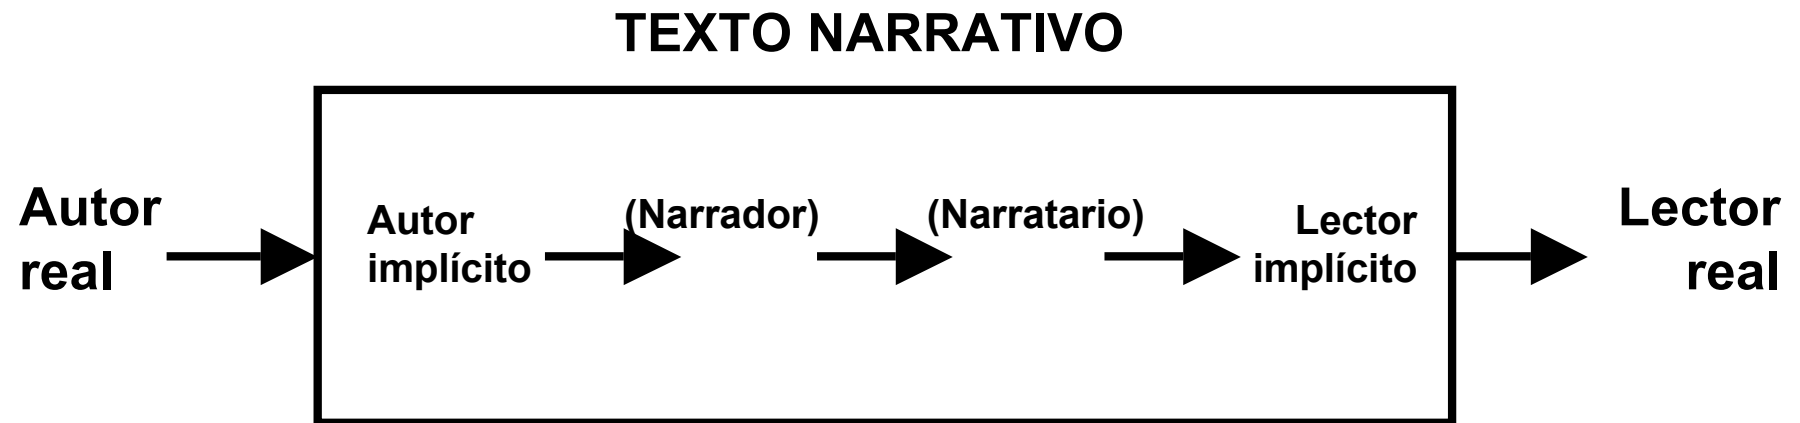 TEXTO NARRATIVO
Autor
real
Autor
implícito
(Narrador)
(Narratario)
Lector
implícito
Lector
real